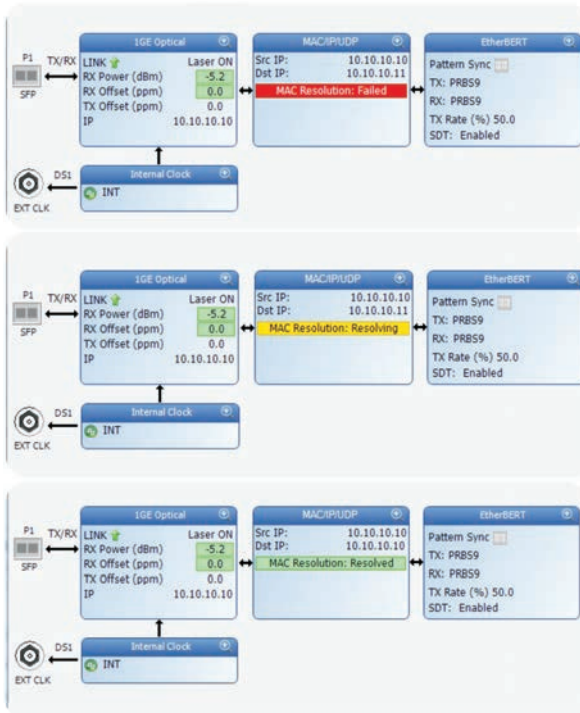 1GE Optical
MAC/IP/UDP
EtherBERT
P1
TX/RX
SFP
LINK Laser ON
RX Power (dBm) -5.2
RX Offset (ppm) 0.0
TX Offset (ppm) 0.0
IP 10.10.10.10
Src IP: 10.10.10.10
Dst IP: 10.10.10.11
MAC Resolution: Failed
Pattern Sync
TX: PRBS9
RX: PRBS9
TX Rate (%) 50.0
SDT: Enabled
DS1
EXT CLK
Internal Clock
INT
1GE Optical
MAC/IP/UDP
EtherBERT
P1
TX/RX
SFP
LINK Laser ON
RX Power (dBm) -5.2
RX Offset (ppm) 0.0
TX Offset (ppm) 0.0
IP 10.10.10.10
Src IP: 10.10.10.10
Dst IP: 10.10.10.11
MAC Resolution: Resolving
Pattern Sync
TX: PRBS9
RX: PRBS9
TX Rate (%) 50.0
SDT: Enabled
DS1
EXT CLK
Internal Clock
INT
1GE Optical
MAC/IP/UDP
EtherBERT
P1
TX/RX
SFP
LINK Laser ON
RX Power (dBm) -5.2
RX Offset (ppm) 0.0
TX Offset (ppm) 0.0
IP 10.10.10.10
Src IP: 10.10.10.10
Dst IP: 10.10.10.10
MAC Resolution: Resolved
Pattern Sync
TX: PRBS9
RX: PRBS9
TX Rate (%) 50.0
SDT: Enabled
DS1
EXT CLK
Internal Clock
INT